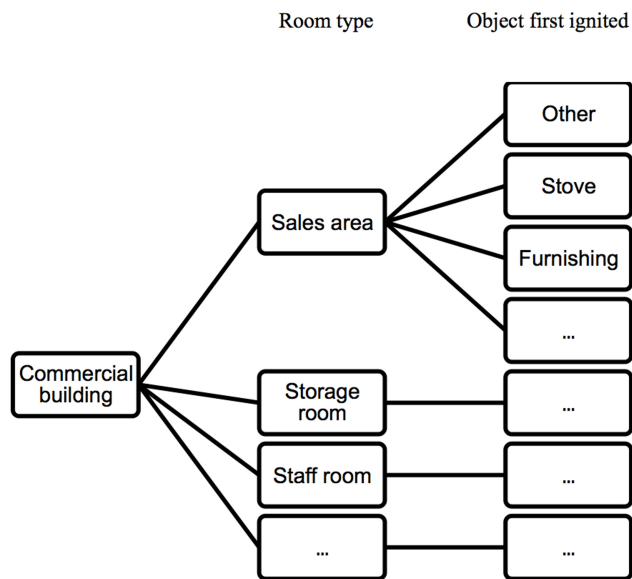 Room type
Object first ignited
Other
Stove
Sales area
Furnishing
...
Commercial
building
Storage
room
...
Staff room
...
...
...